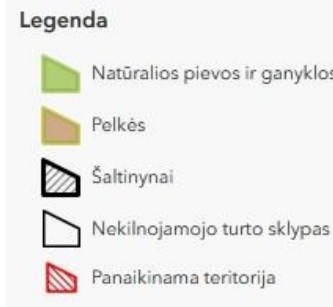 Legenda
Natūralios pievos ir ganyklos
Pelkės
Šaltinynai
Nekilnojamojo turto sklypas
Panaikinama teritorija